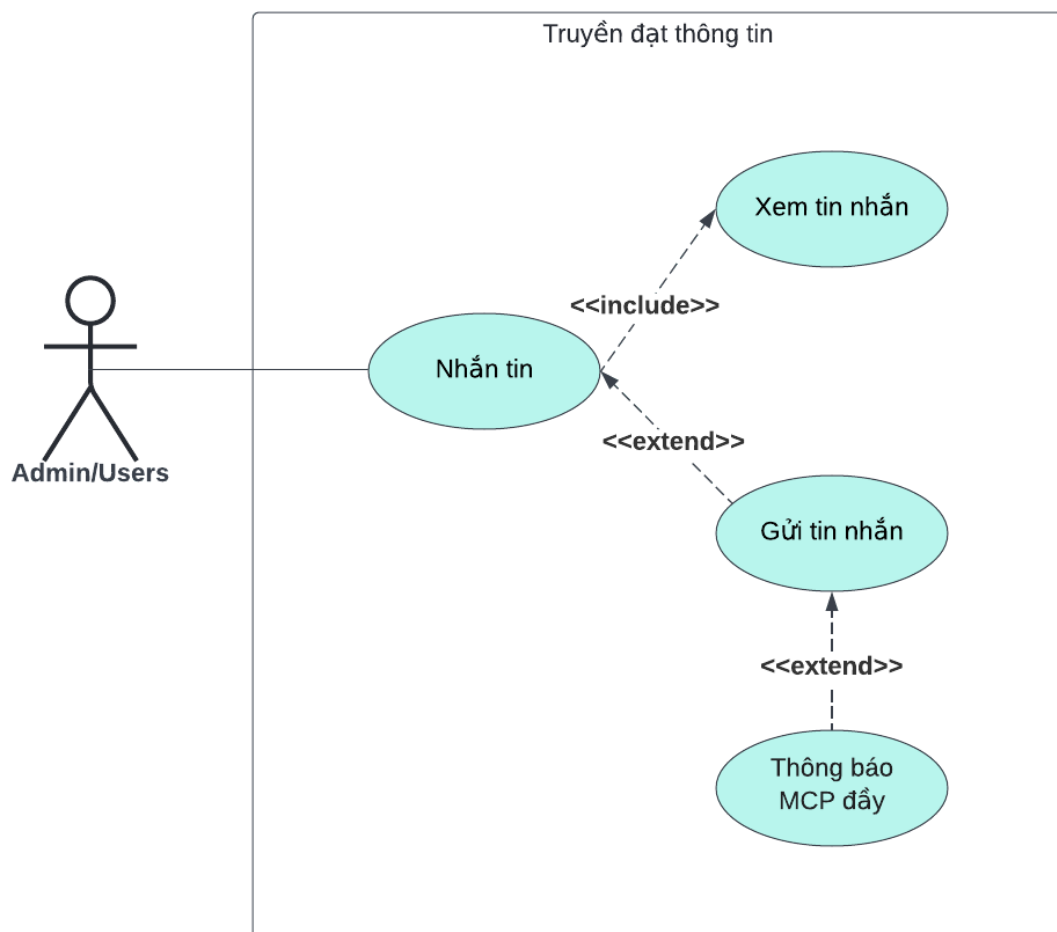 Truyền đạt thông tin
Xem tin nhắn
<<include>>
Nhắn tin
<<extend>>
Admin/Users
Gửi tin nhắn
<<extend>>
Thông báo
MCP đầy